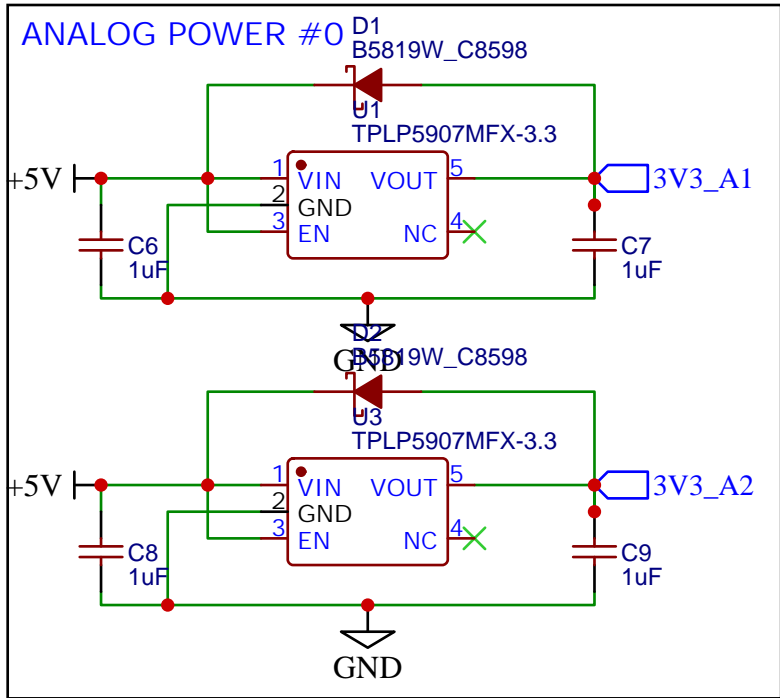 ANALOG POWER #0
D1
B5819W_C8598
U1
TPLP5907MFX-3.3
+5V
1 VIN VOUT 5
3V3_A1
2 GND
3 EN NC 4
C6
1uF
C7
1uF
GND
D2
B5819W_C8598
U3
TPLP5907MFX-3.3
+5V
1 VIN VOUT 5
3V3_A2
2 GND
3 EN NC 4
C8
1uF
C9
1uF
GND